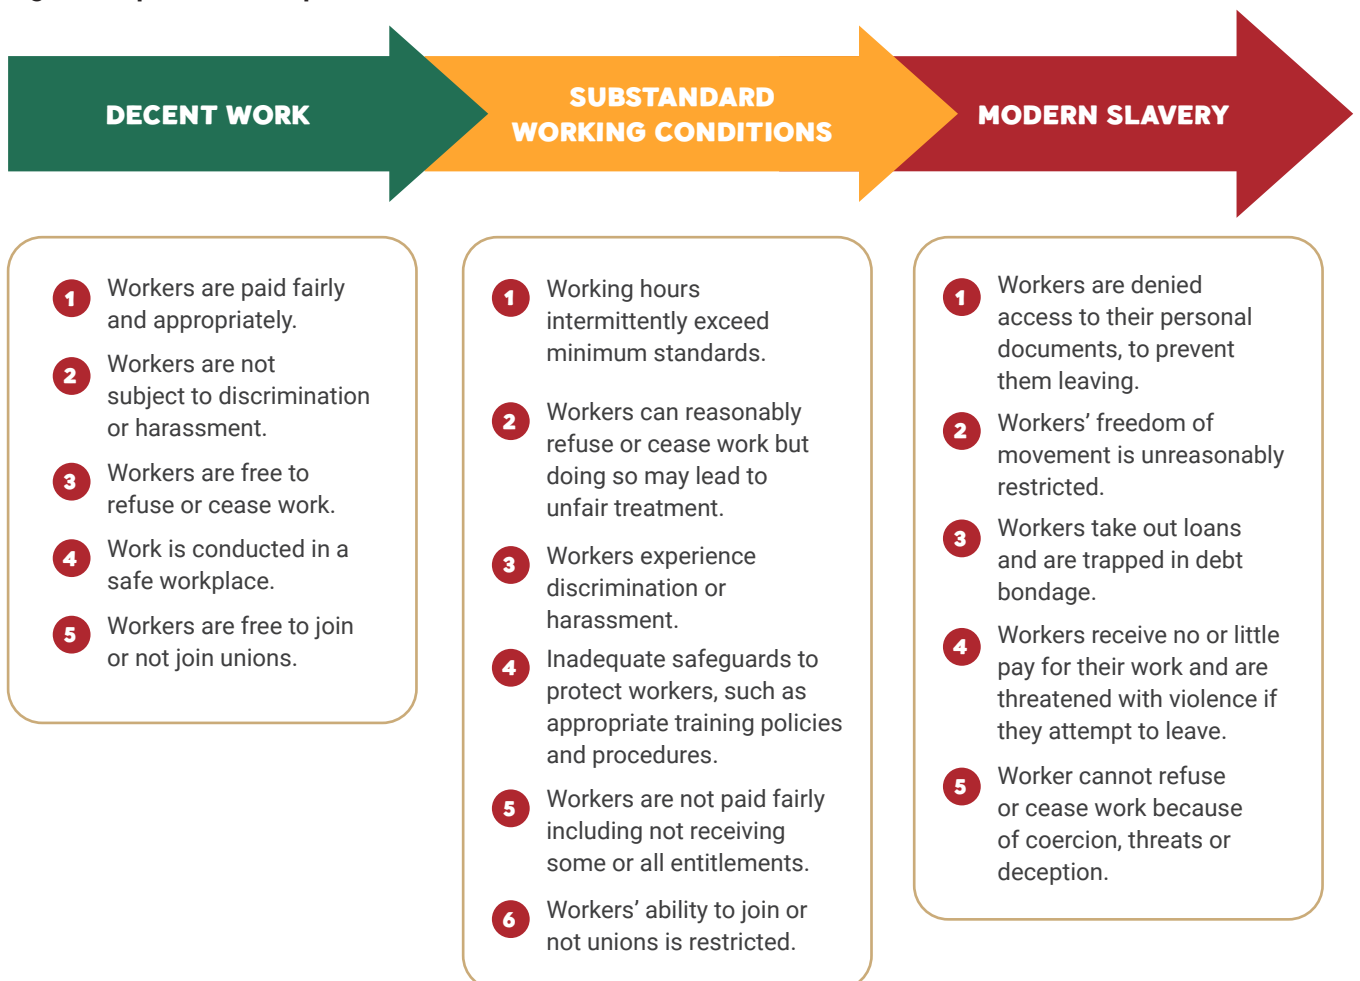 DECENT WORK
SUBSTANDARD
WORKING CONDITIONS
MODERN SLAVERY
1 Workers are paid fairly
and appropriately.
2 Workers are not
subject to discrimination
or harassment.
3 Workers are free to
refuse or cease work.
4 Work is conducted in a
safe workplace.
5 Workers are free to join
or not join unions.
1 Working hours
intermittently exceed
minimum standards.
2 Workers can reasonably
refuse or cease work but
doing so may lead to
unfair treatment.
3 Workers experience
discrimination or
harassment.
4 Inadequate safeguards to
protect workers, such as
appropriate training policies
and procedures.
5 Workers are not paid fairly
including not receiving
some or all entitlements.
6 Workers’ ability to join or
not unions is restricted.
1 Workers are denied
access to their personal
documents, to prevent
them leaving.
2 Workers’ freedom of
movement is unreasonably
restricted.
3 Workers take out loans
and are trapped in debt
bondage.
4 Workers receive no or little
pay for their work and are
threatened with violence if
they attempt to leave.
5 Worker cannot refuse
or cease work because
of coercion, threats or
deception.